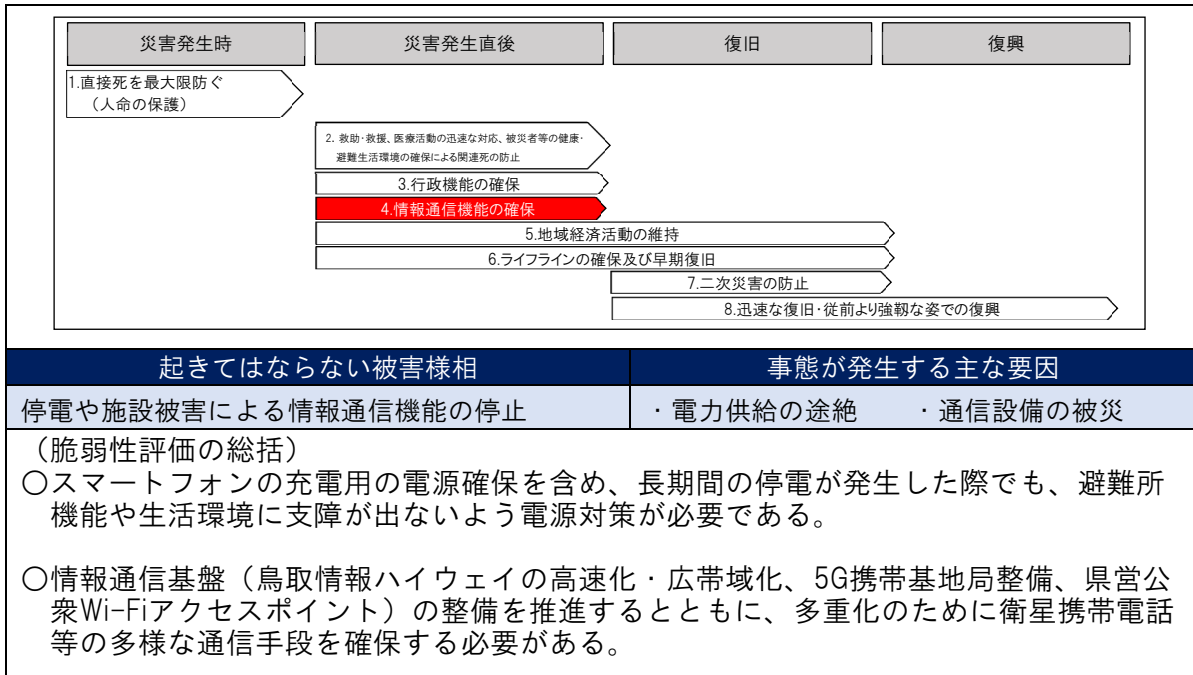 災害発生時
災害発生直後
復旧
復興
1.直接死を最大限防ぐ
（人命の保護）
2. 救助・救援、医療活動の迅速な対応、被災者等の健康・
避難生活環境の確保による関連死の防止
3.行政機能の確保
4.情報通信機能の確保
5.地域経済活動の維持
6.ライフラインの確保及び早期復旧
7.二次災害の防止
8.迅速な復旧・従前より強靱な姿での復興
起きてはならない被害様相
事態が発生する主な要因
停電や施設被害による情報通信機能の停止
・電力供給の途絶　・通信設備の被災
（脆弱性評価の総括）
〇スマートフォンの充電用の電源確保を含め、長期間の停電が発生した際でも、避難所
機能や生活環境に支障が出ないよう電源対策が必要である。
〇情報通信基盤（鳥取情報ハイウェイの高速化・広帯域化、5G携帯基地局整備、県営公
衆Wi-Fiアクセスポイント）の整備を推進するとともに、多重化のために衛星携帯電話
等の多様な通信手段を確保する必要がある。